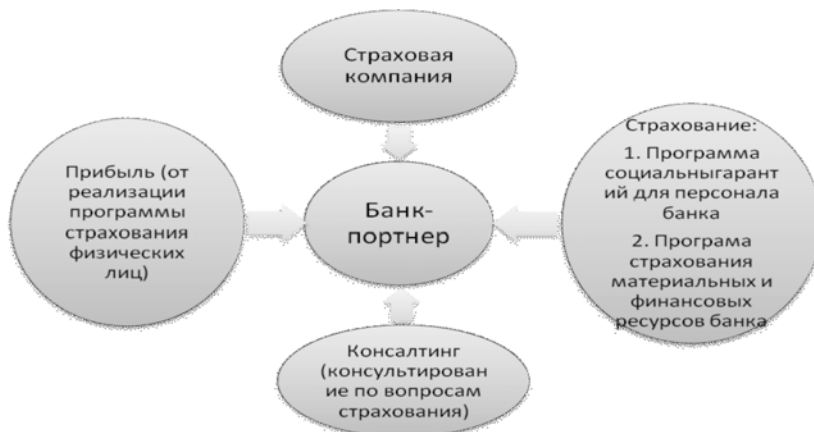 Страховая
компания
Прибыль (от
реализации
программы
страхования
физических
лиц)
Банк-
портнер
Страхование:
1. Программа
социальныгарант
ий для персонала
банка
2. Програма
страхования
материальных и
финансовых
ресурсов банка
Консалтинг
(консультирован
ие по вопросам
страхования)